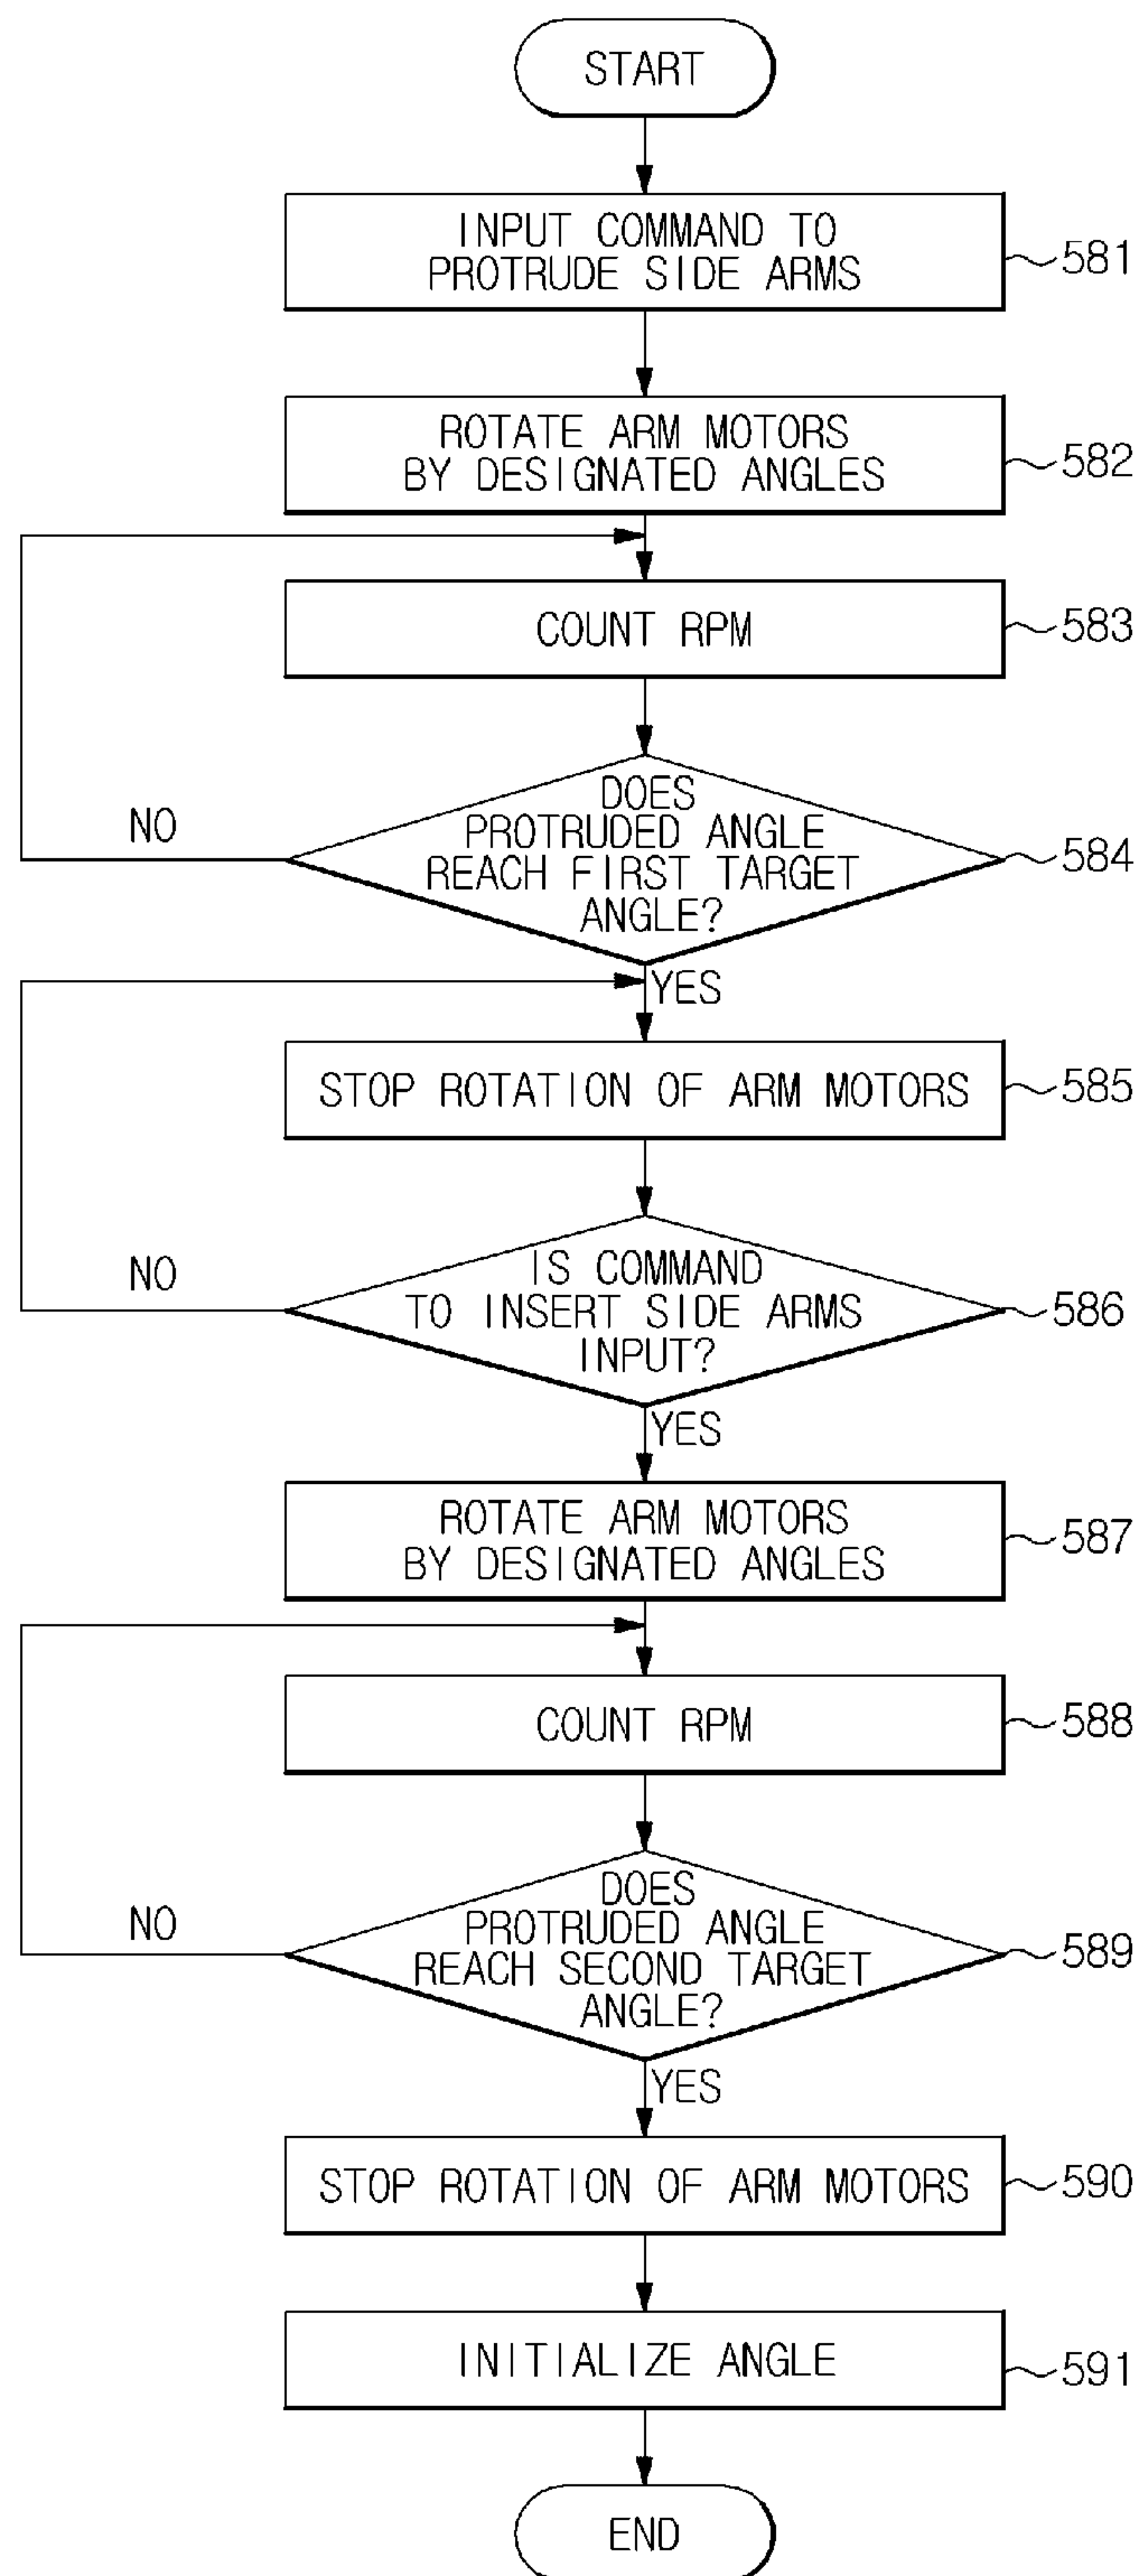 START
INPUT COMMAND TO
PROTRUDE SIDE ARMS
581
ROTATE ARM MOTORS
BY DESIGNATED ANGLES
582
COUNT RPM
583
DOES
PROTRUDED ANGLE
REACH FIRST TARGET
ANGLE?
584
NO
YES
STOP ROTATION OF ARM MOTORS
585
IS COMMAND
TO INSERT SIDE ARMS
INPUT?
586
NO
YES
ROTATE ARM MOTORS
BY DESIGNATED ANGLES
587
COUNT RPM
588
DOES
PROTRUDED ANGLE
REACH SECOND TARGET
ANGLE?
589
NO
YES
STOP ROTATION OF ARM MOTORS
590
INITIALIZE ANGLE
591
END